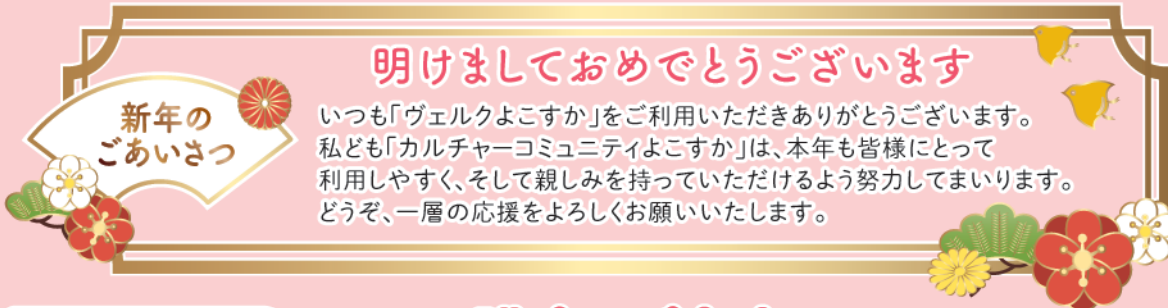 新年の
ごあいさつ
明けましておめでとうございます
いつも「ヴェルクよこすか」をご利用いただきありがとうございます。
私ども「カルチャーコミュニティよこすか」は、本年も皆様にとって
利用しやすく、そして親しみを持っていただけるよう努力してまいります。
どうぞ、一層の応援をよろしくお願いいたします。